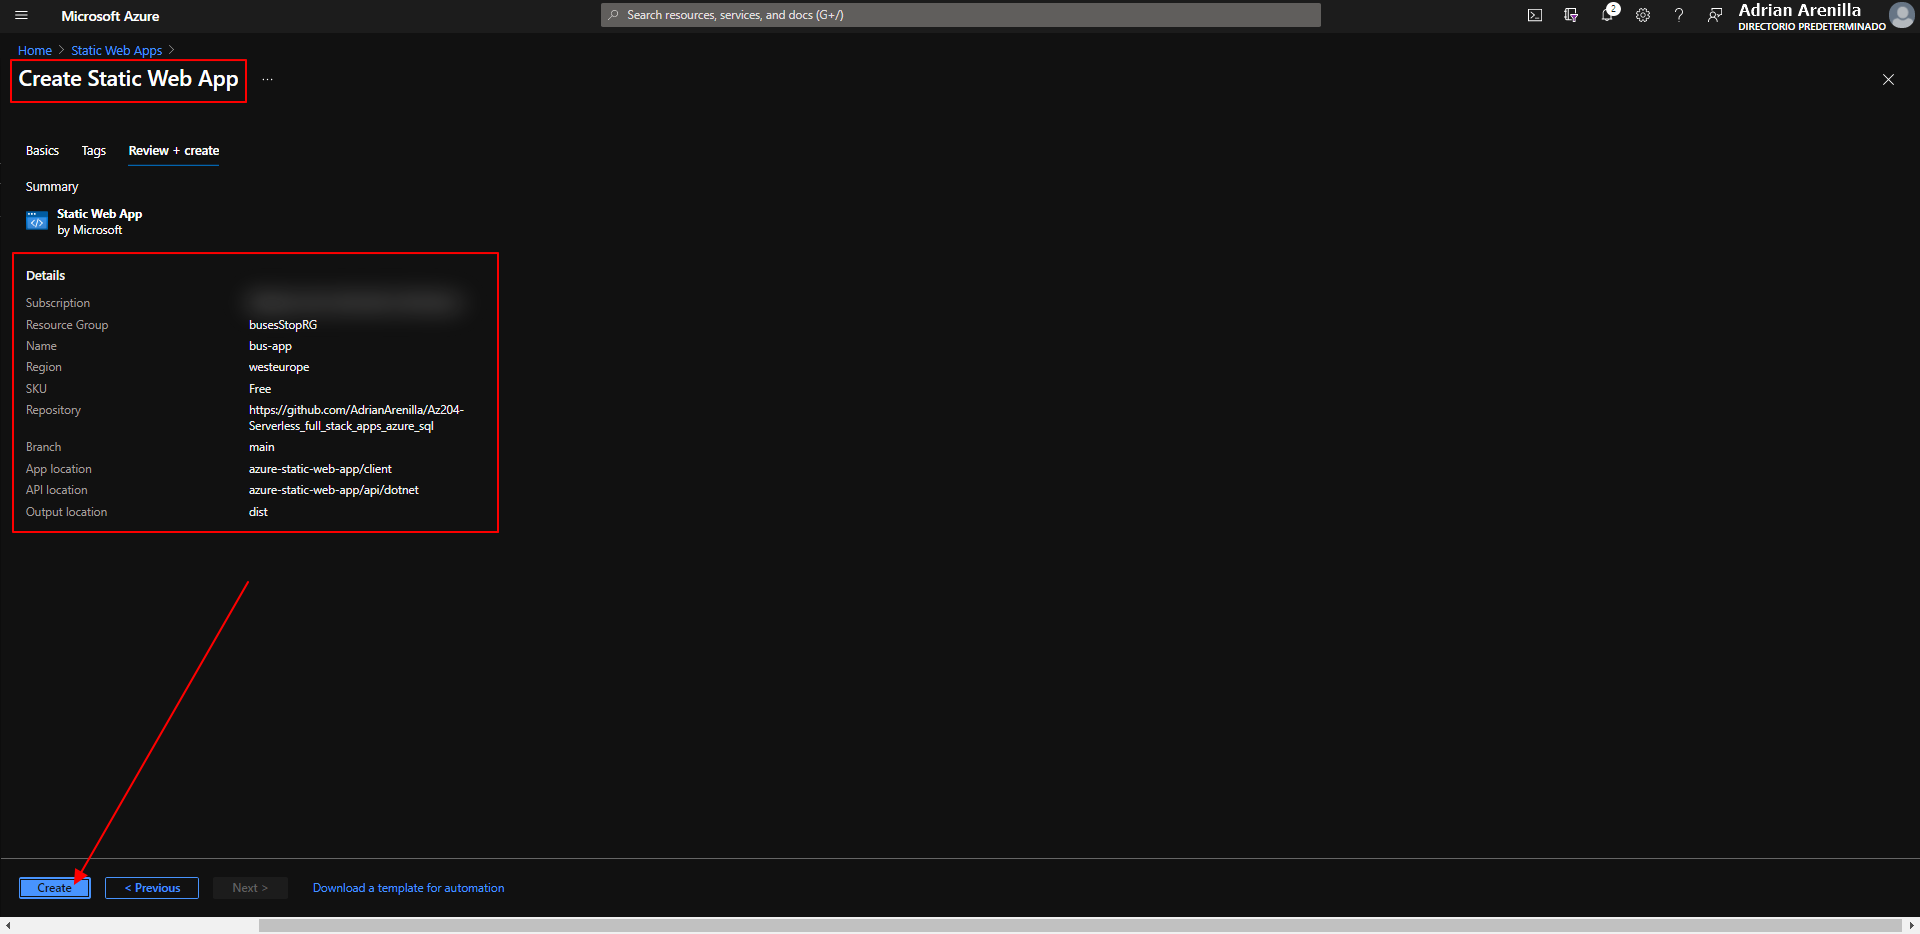 Microsoft Azure
Search resources, services, and docs (G+/)
2
Adrian Arenilla
DIRECTORIO PREDETERMINADO
Home > Static Web Apps >
Create Static Web App ...
Basics Tags Review + create
Summary
Static Web App
by Microsoft
Details
Subscription
Resource Group busesStopRG
Name bus-app
Region westeurope
SKU Free
Repository https://github.com/AdrianArenilla/Az204-
Serverless_full_stack_apps_azure_sql
Branch main
App location azure-static-web-app/client
API location azure-static-web-app/api/dotnet
Output location dist
Create < Previous Next > Download a template for automation